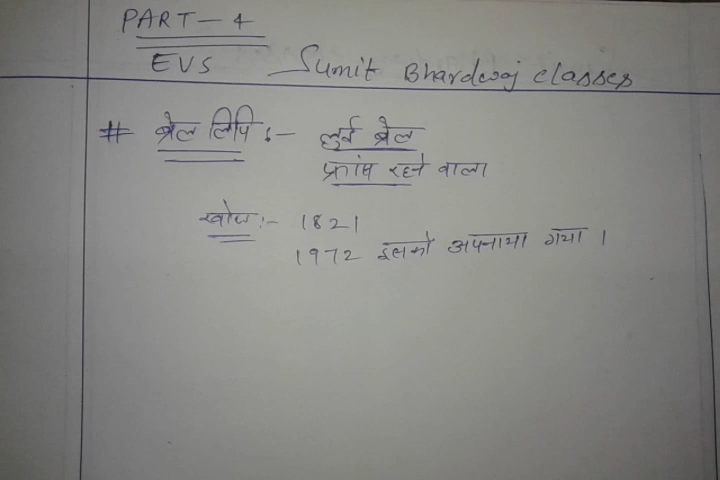 PART-4
EVS Sumit Bhardwaj classes
# ब्रेल लिपि :- लुई ब्रेल
फ्रांस रहने वाला
खोज :- 1821
1972 इसको अपनाया गया ।